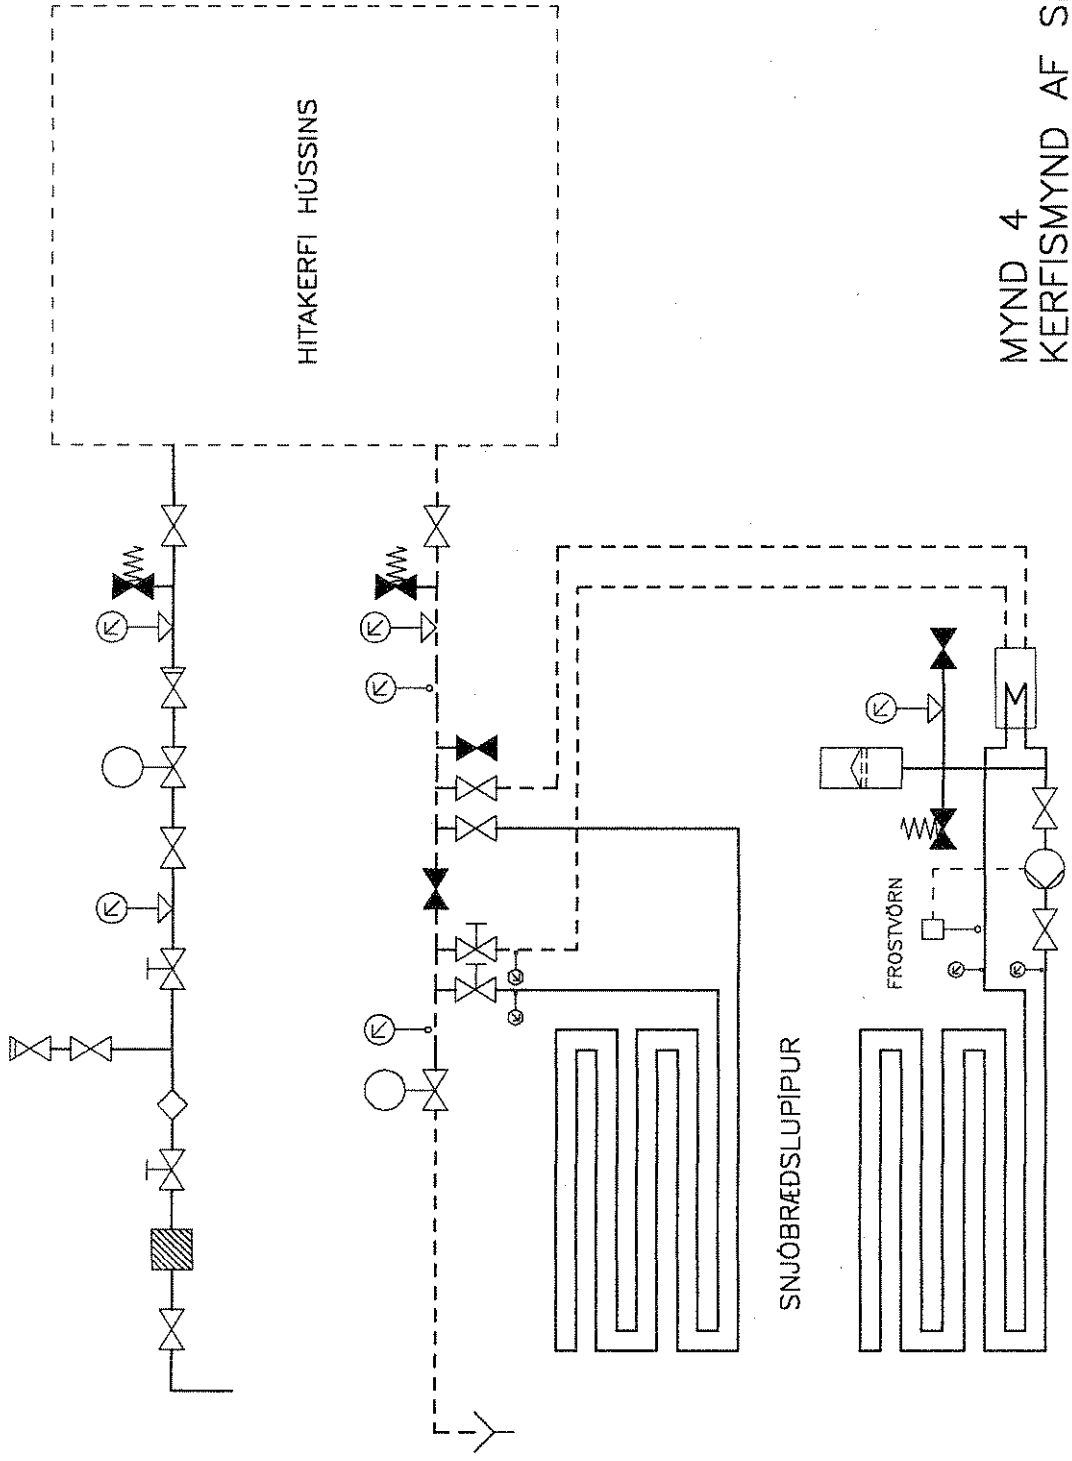 HITAKERFI HÚSSINS
FROSTVÖRN
SNJÓBRÆÐSLUPÍPUR
MYND 4
KERFISMYND AF